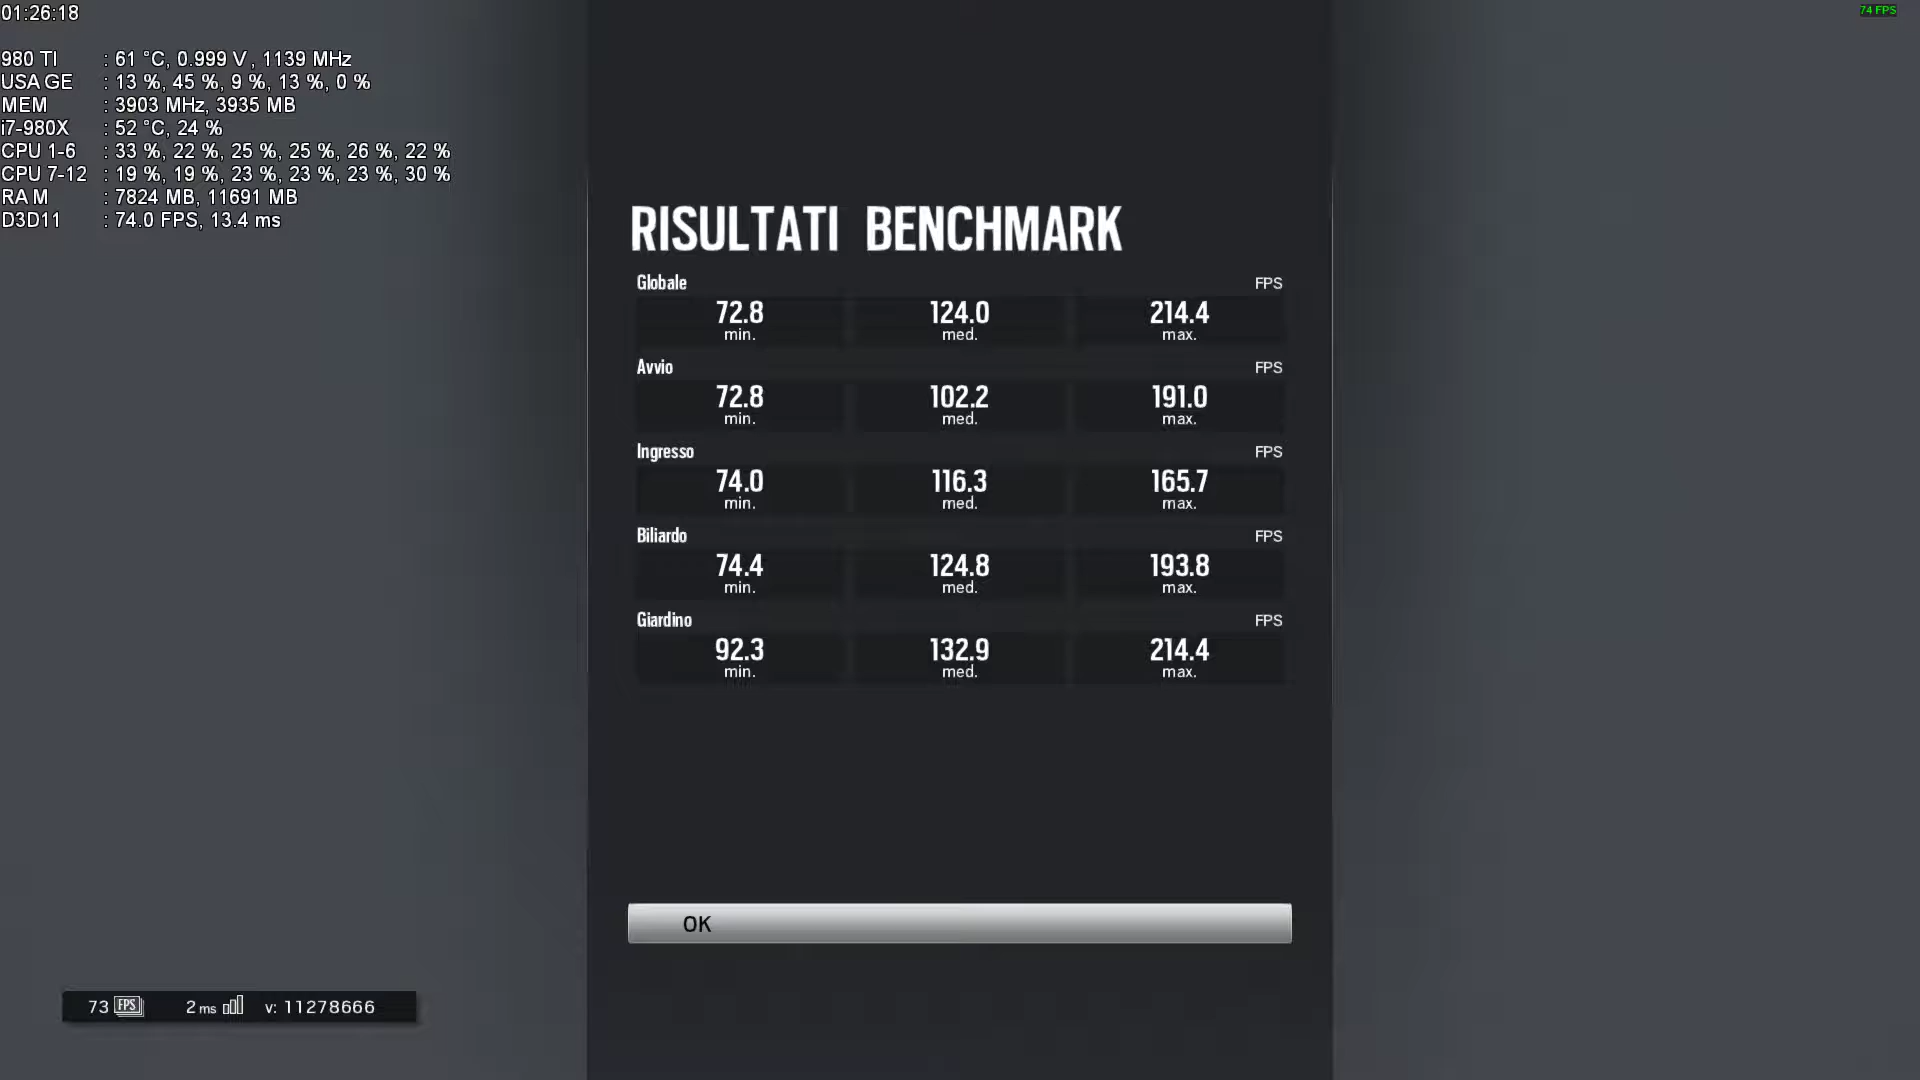 01:26:18
74 FPS
980 TI : 61 °C, 0.999 V , 1139 MHz
USAGE : 13 %, 45 %, 9 %, 13 %, 0 %
MEM : 3903 MHz, 3935 MB
i7-980X : 52 °C, 24 %
CPU 1-6 : 33 %, 22 %, 25 %, 25 %, 26 %, 22 %
CPU 7-12 : 19 %, 19 %, 23 %, 23 %, 23 %, 30 %
RAM : 7824 MB, 11691 MB
D3D11 : 74.0 FPS, 13.4 ms
RISULTATI BENCHMARK
Globale FPS
72.8 124.0 214.4
min. med. max.
Avvio FPS
72.8 102.2 191.0
min. med. max.
Ingresso FPS
74.0 116.3 165.7
min. med. max.
Biliardo FPS
74.4 124.8 193.8
min. med. max.
Giardino FPS
92.3 132.9 214.4
min. med. max.
OK
73 FPS 2 ms v: 11278666